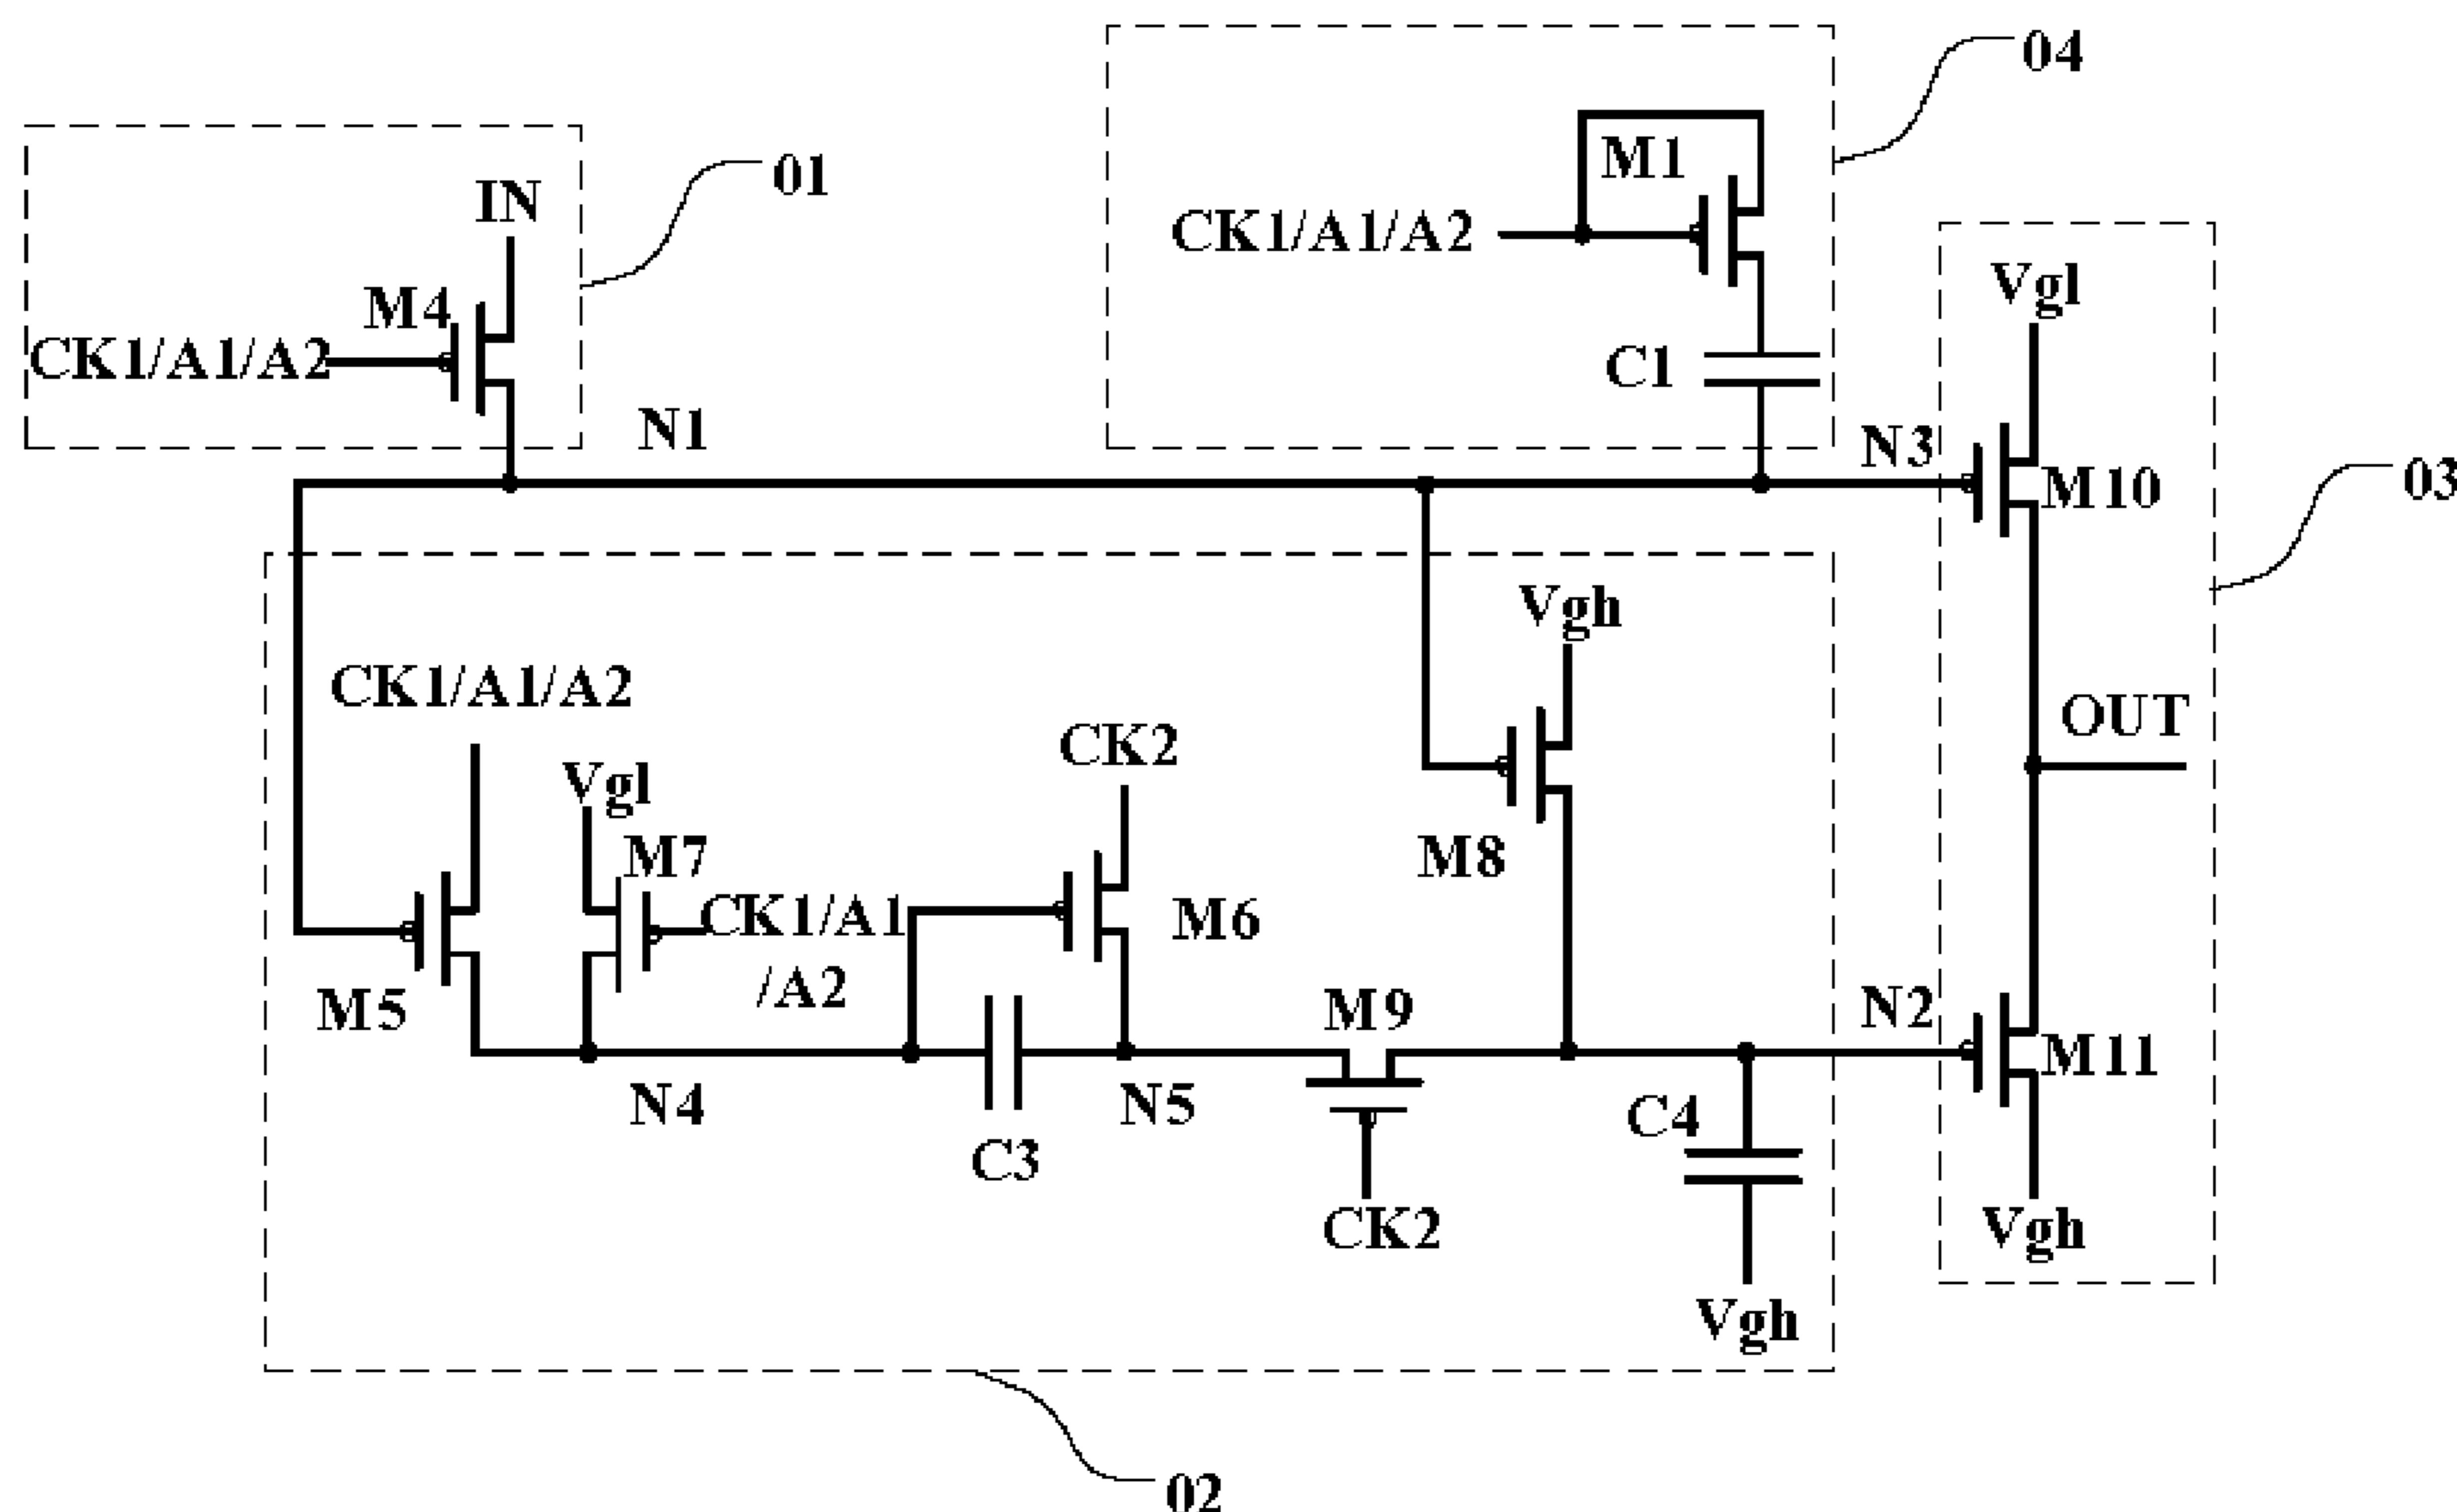 04
01
IN
M1
CK1/A1/A2
Vgl
M4
CK1/A1/A2
C1
N1
N3
M10
03
Vgh
CK1/A1/A2
OUT
CK2
Vgl
M7
M8
CK1/A1
/A2
M6
M5
M9
N2
M11
N4
N5
C4
C3
CK2
Vgh
Vgh
02